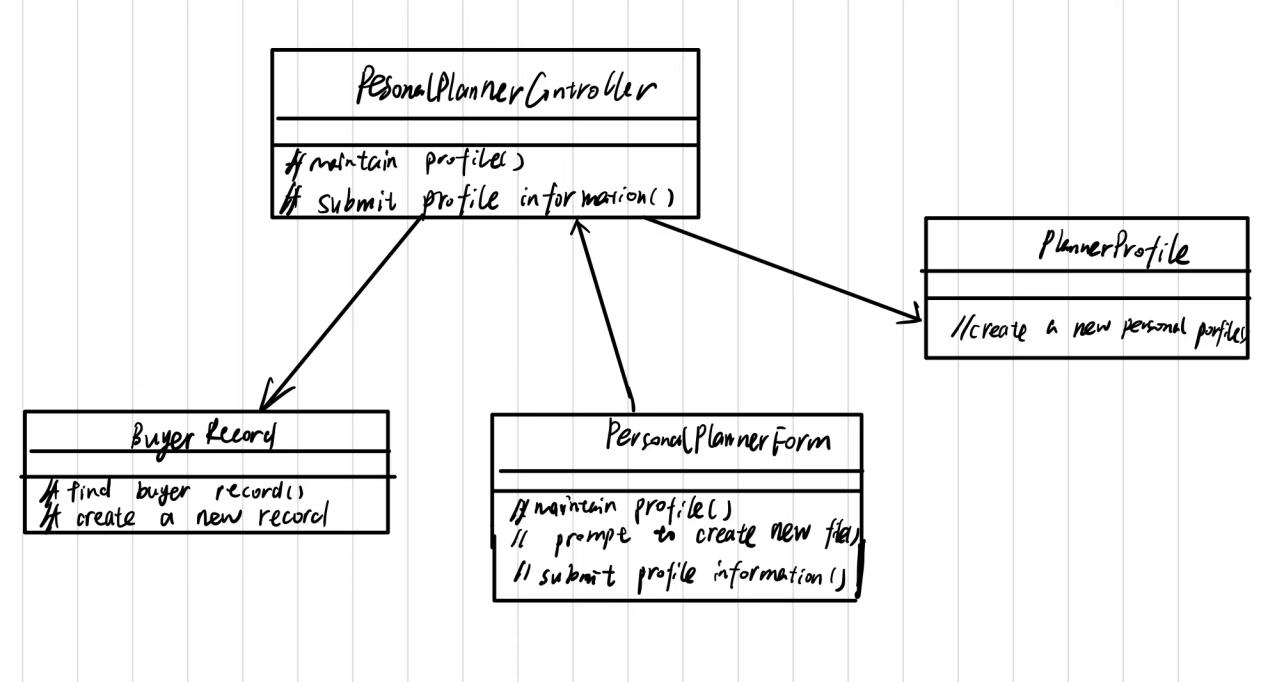 PesonalPlannerController
// maintain profile()
// submit profile information()
PlannerProfile
//create a new personal porfile()
Buyer Record
// find buyer record()
// create a new record
PersonalPlannerForm
// maintain profile()
// prompt to create new file()
// submit profile information()